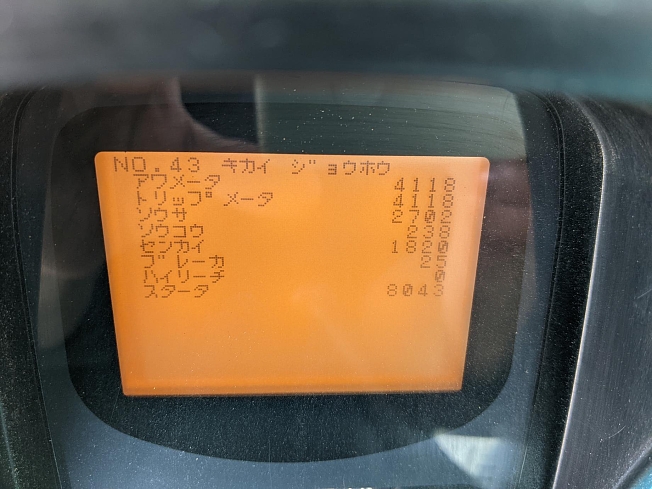 NO.43 キカイ ジョウホウ
アワメータ 4118
トリップメータ 4118
ソウサ 2702
ソウコウ 238
センカイ 1820
ブレーカ 25
ハイリーチ 0
スタータ 8043